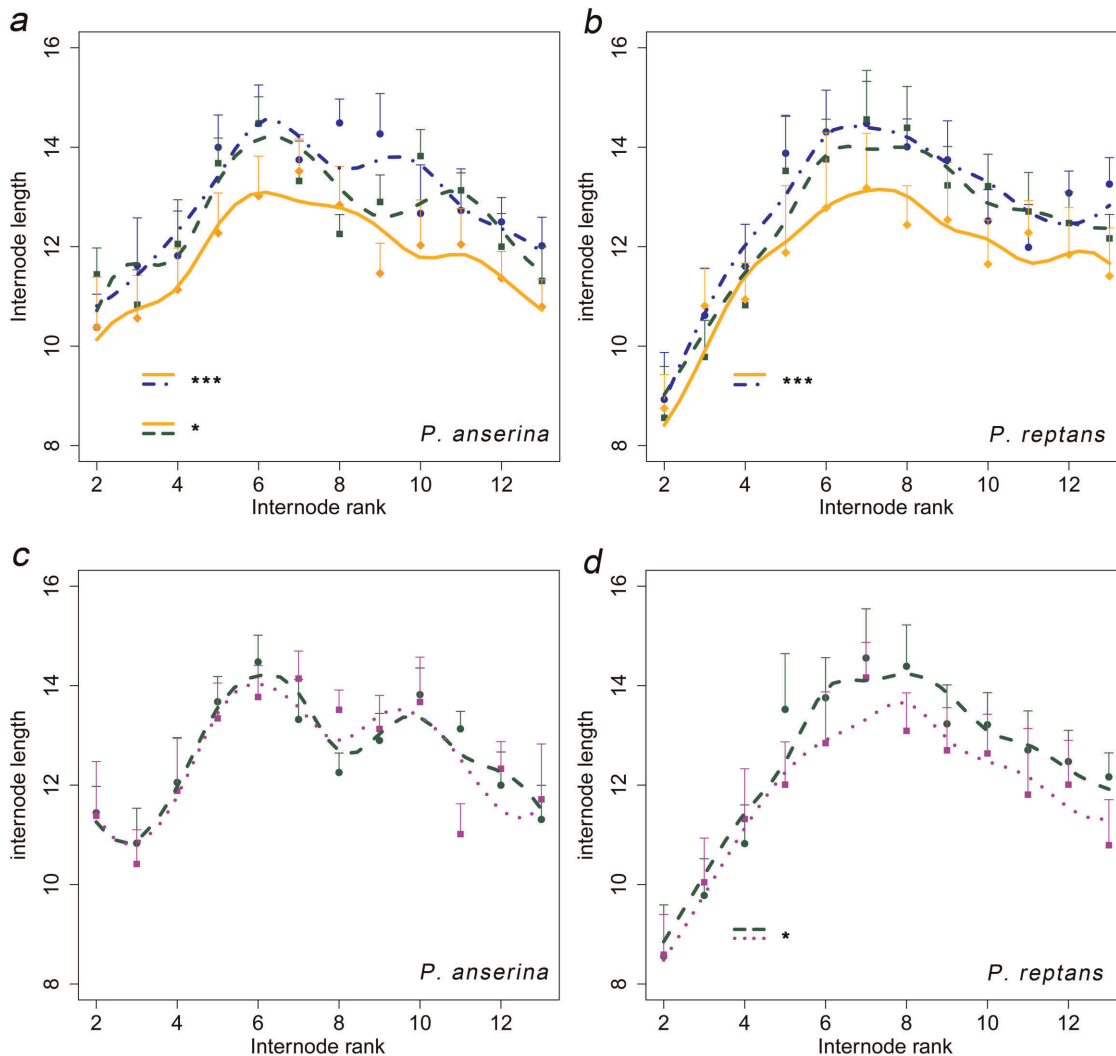 a
b
16
14
12
10
8
Internode length
2 4 6 8 10 12
Internode rank
***
*
P. anserina
16
14
12
10
8
internode length
2 4 6 8 10 12
Internode rank
***
P. reptans
c
d
16
14
12
10
8
internode length
2 4 6 8 10 12
Internode rank
P. anserina
16
14
12
10
8
internode length
2 4 6 8 10 12
Internode rank
*
P. reptans